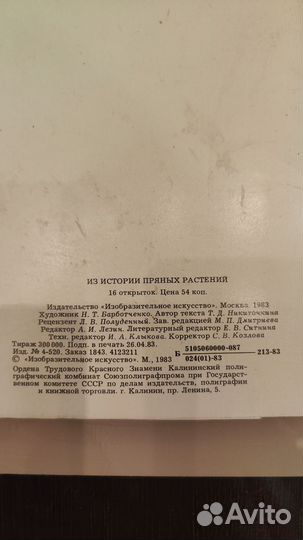 ИЗ ИСТОРИИ ПРЯНЫХ РАСТЕНИЙ
16 открыток. Цена 54 коп.
Издательство «Изобразительное искусство». Москва. 1983
Художник Н. Т. Барботченко. Автор текста Т. Д. Никиточкина
Рецензент Л. В. Полуденный. Зав. редакцией М. П. Дмитриева
Редактор А. И. Лезин. Литературный редактор Е. В. Ситнина
Техн. редактор И. А. Клыкова. Корректор С. В. Козлова
Тираж 300 000. Подп. в печать 26.04.83.
Изд. № 4-520. Заказ 1843. 4123211
Б 5105060000-087 213-83
024(01)-83
© «Изобразительное искусство». М., 1983
Ордена Трудового Красного Знамени Калининский поли-
графический комбинат Союзполиграфпрома при Государ-
ственном комитете СССР по делам издательств, полиграфии
и книжной торговли. г. Калинин, пр. Ленина, 5.
Avito